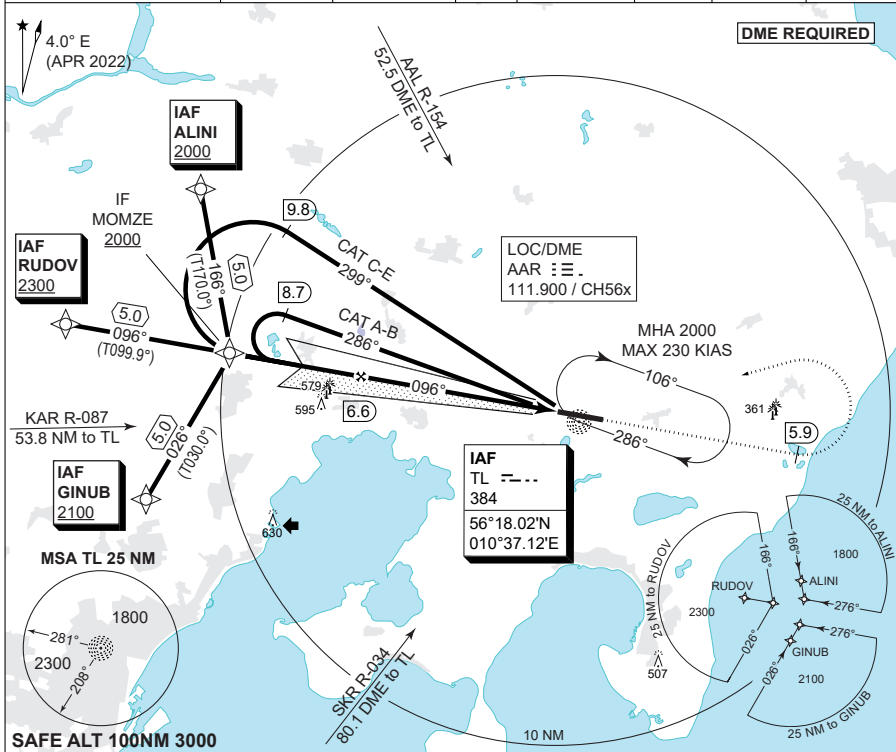 DME REQUIRED
4.0° E
(APR 2022)
AAL R-154
52.5 DME to TL
IAF
ALINI
2000
IF
MOMZE
2000
9.8
CAT C-E
299°
LOC/DME
AAR
111.900 / CH56x
IAF
RUDOV
2300
166°
(T170.0°)
5.0
5.0
096°
(T099.9°)
8.7
CAT A-B
286°
MHA 2000
MAX 230 KIAS
106°
286°
096°
579
595
6.6
361
5.9
KAR R-087
53.8 NM to TL
5.0
026°
(T030.0°)
IAF
GINUB
2100
IAF
TL
384
56°18.02'N
010°37.12'E
630
MSA TL 25 NM
1800
281°
2300
208°
SKR R-034
80.1 DME to TL
25 NM to RUDOV
2300
166°
RUDOV
026°
507
25 NM to ALINI
1800
166°
ALINI
276°
276°
GINUB
026°
2100
25 NM to GINUB
10 NM
SAFE ALT 100NM 3000